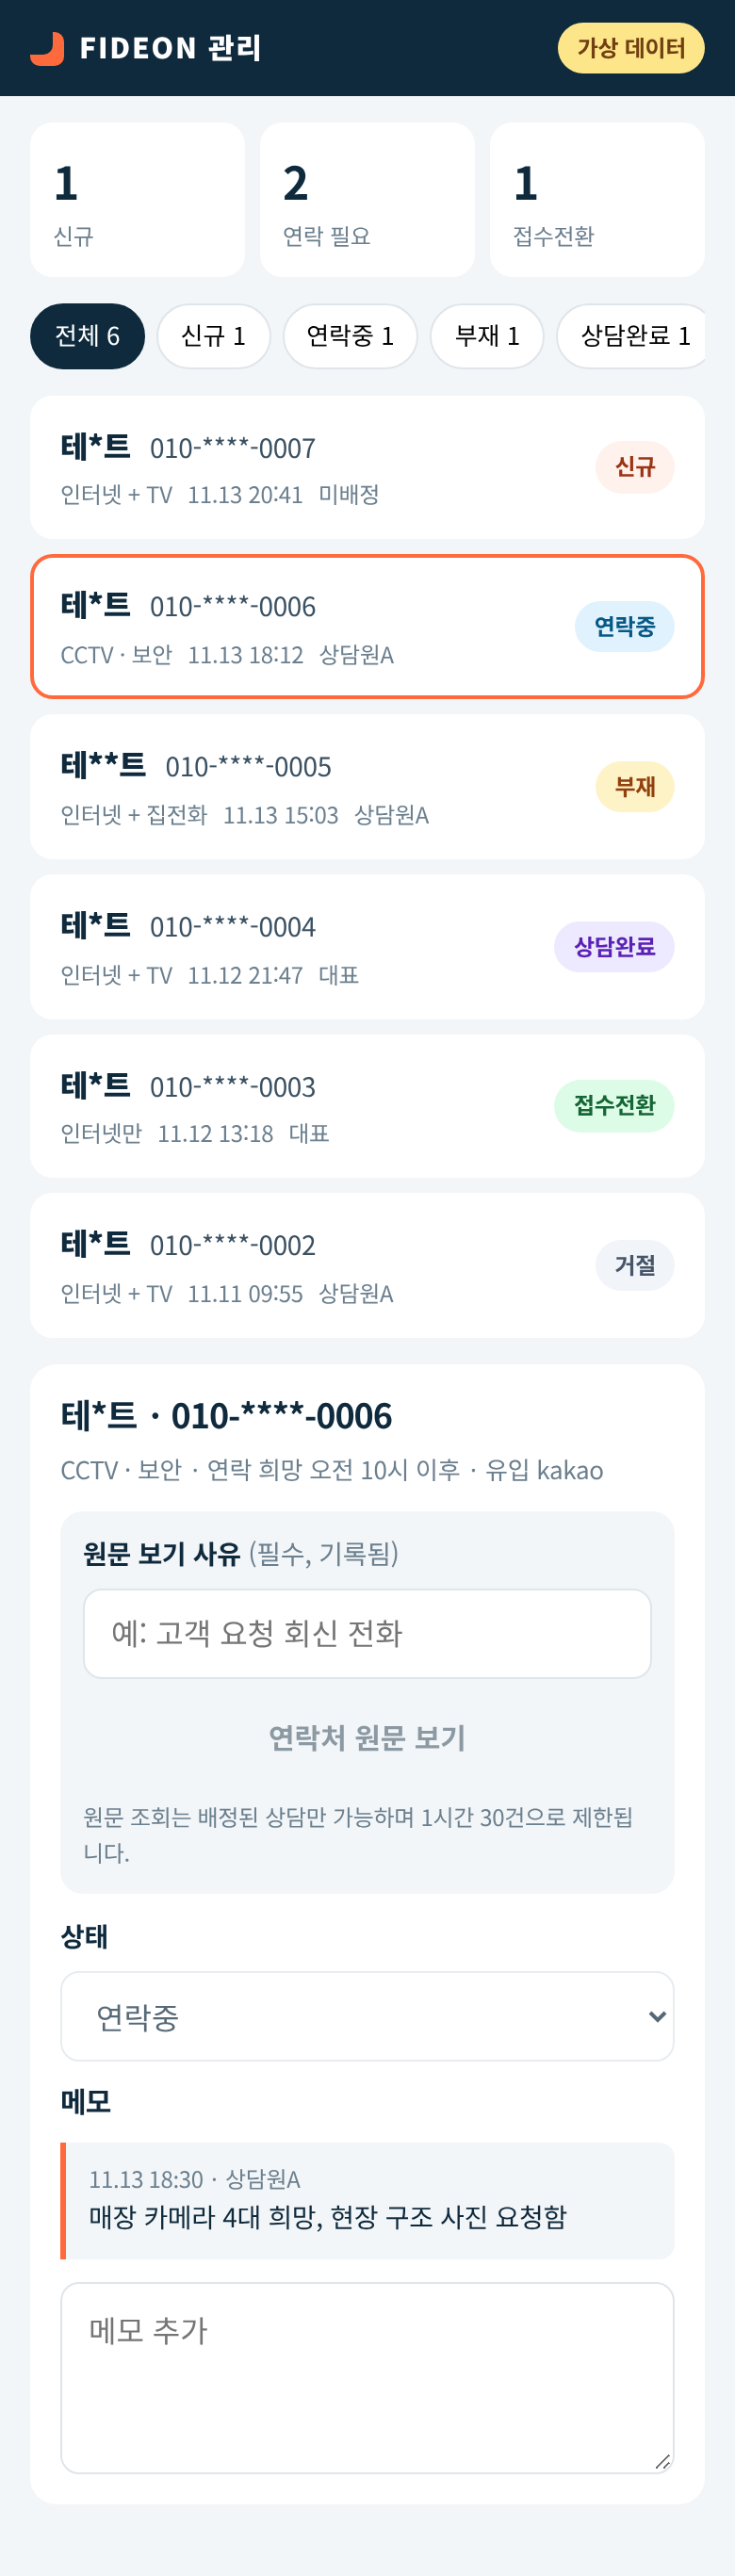 FIDEON 관리
가상 데이터
1
신규
2
연락 필요
1
접수전환
전체 6
신규 1
연락중 1
부재 1
상담완료 1
테*트 010-****-0007
인터넷 + TV 11.13 20:41 미배정
신규
테*트 010-****-0006
CCTV · 보안 11.13 18:12 상담원A
연락중
테**트 010-****-0005
인터넷 + 집전화 11.13 15:03 상담원A
부재
테*트 010-****-0004
인터넷 + TV 11.12 21:47 대표
상담완료
테*트 010-****-0003
인터넷만 11.12 13:18 대표
접수전환
테*트 010-****-0002
인터넷 + TV 11.11 09:55 상담원A
거절
테*트 · 010-****-0006
CCTV · 보안 · 연락 희망 오전 10시 이후 · 유입 kakao
원문 보기 사유 (필수, 기록됨)
예: 고객 요청 회신 전화
연락처 원문 보기
원문 조회는 배정된 상담만 가능하며 1시간 30건으로 제한됩
니다.
상태
연락중
메모
11.13 18:30 · 상담원A
매장 카메라 4대 희망, 현장 구조 사진 요청함
메모 추가